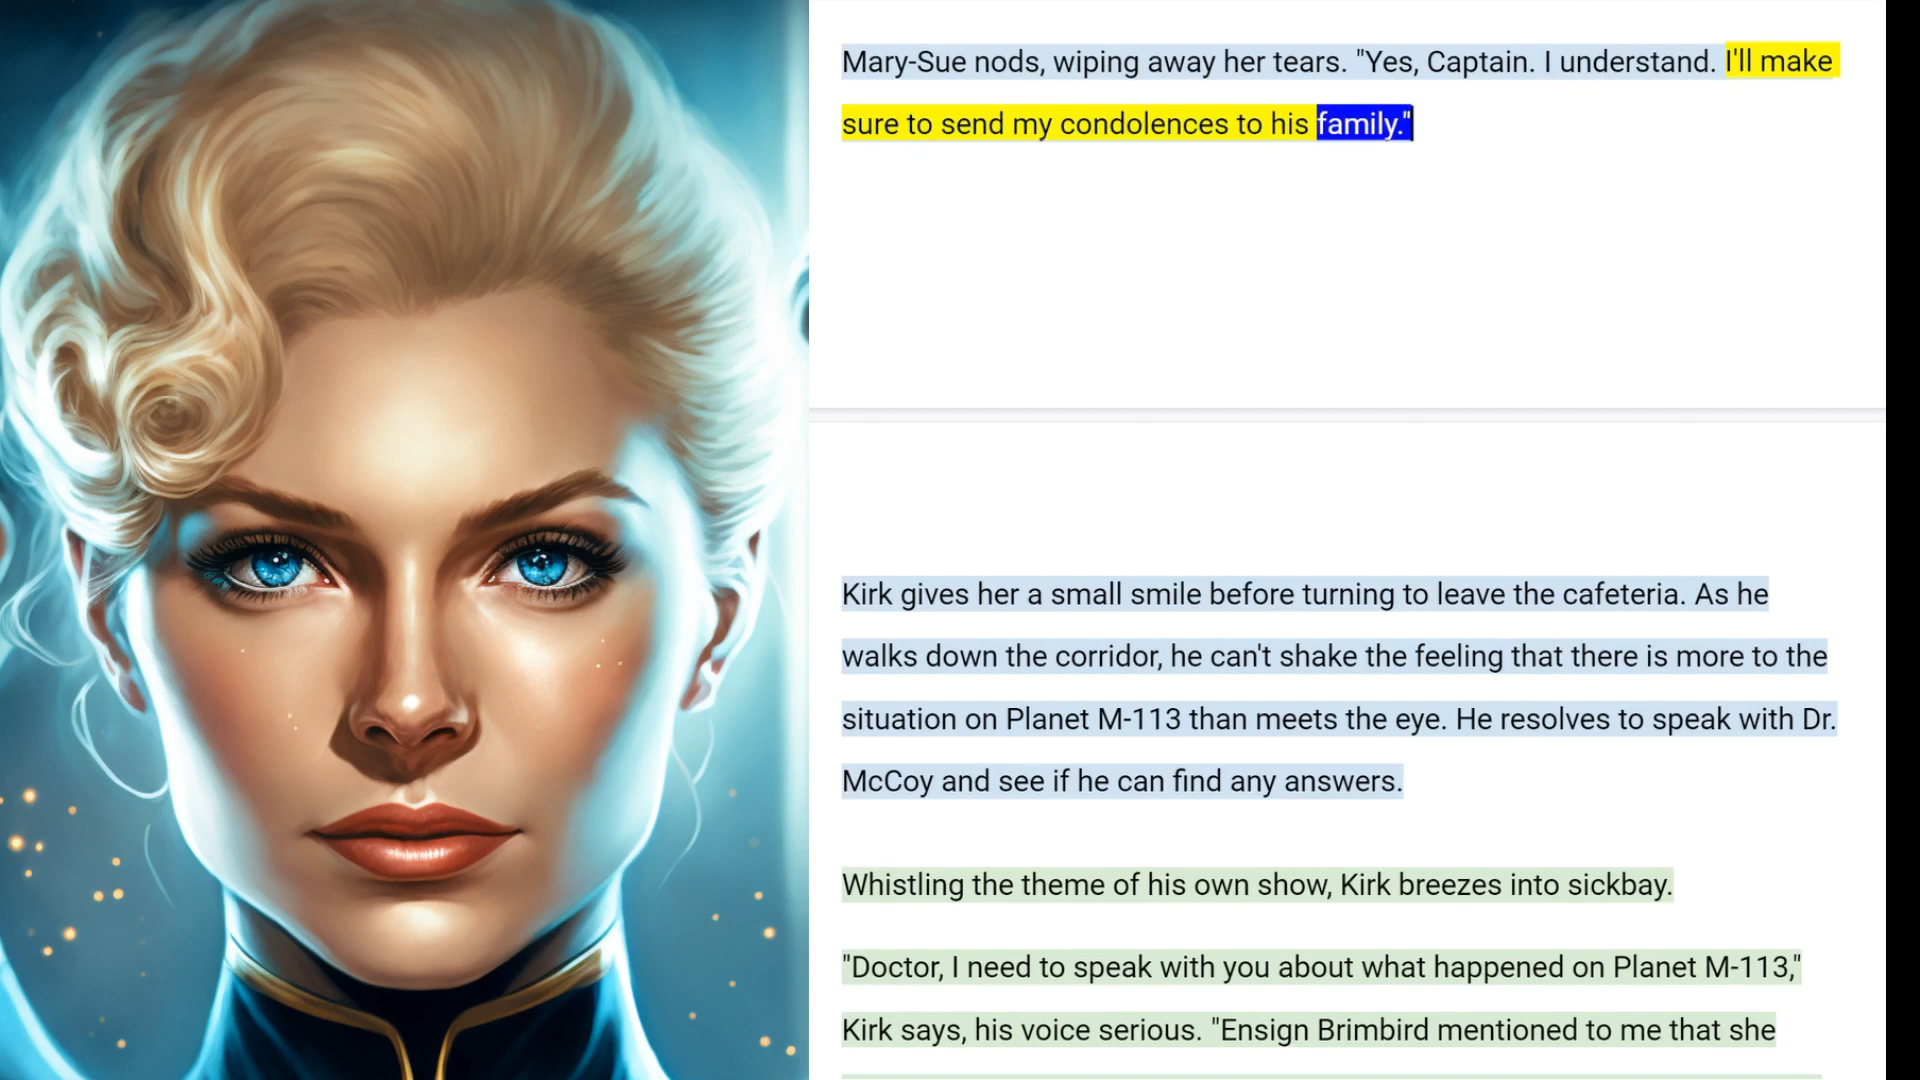 Mary-Sue nods, wiping away her tears. "Yes, Captain. I understand. I'll make
sure to send my condolences to his family."
Kirk gives her a small smile before turning to leave the cafeteria. As he
walks down the corridor, he can't shake the feeling that there is more to the
situation on Planet M-113 than meets the eye. He resolves to speak with Dr.
McCoy and see if he can find any answers.
Whistling the theme of his own show, Kirk breezes into sickbay.
"Doctor, I need to speak with you about what happened on Planet M-113,"
Kirk says, his voice serious. "Ensign Brimbird mentioned to me that she